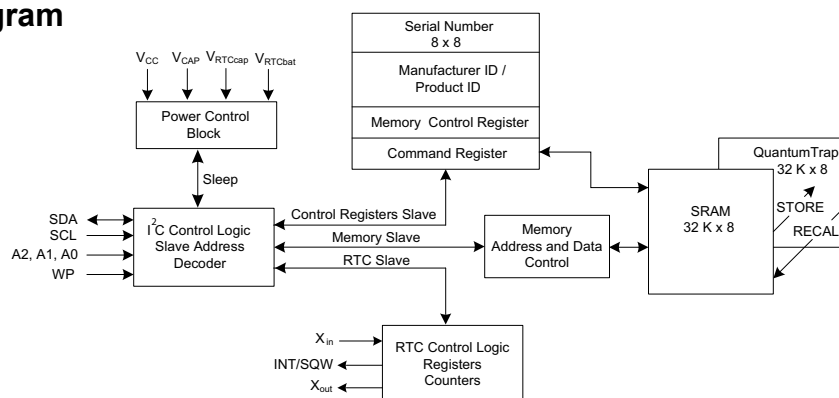 gram
Serial Number
8 x 8
Manufacturer ID /
Product ID
Memory Control Register
Command Register
VCC VCAP VRTCcap VRTCbat
Power Control
Block
Sleep
QuantumTrap
32 K x 8
SRAM
32 K x 8
STORE
RECAL
SDA
SCL
A2, A1, A0
WP
I2C Control Logic
Slave Address
Decoder
Control Registers Slave
Memory Slave
RTC Slave
Memory
Address and Data
Control
Xin
INT/SQW
Xout
RTC Control Logic
Registers
Counters